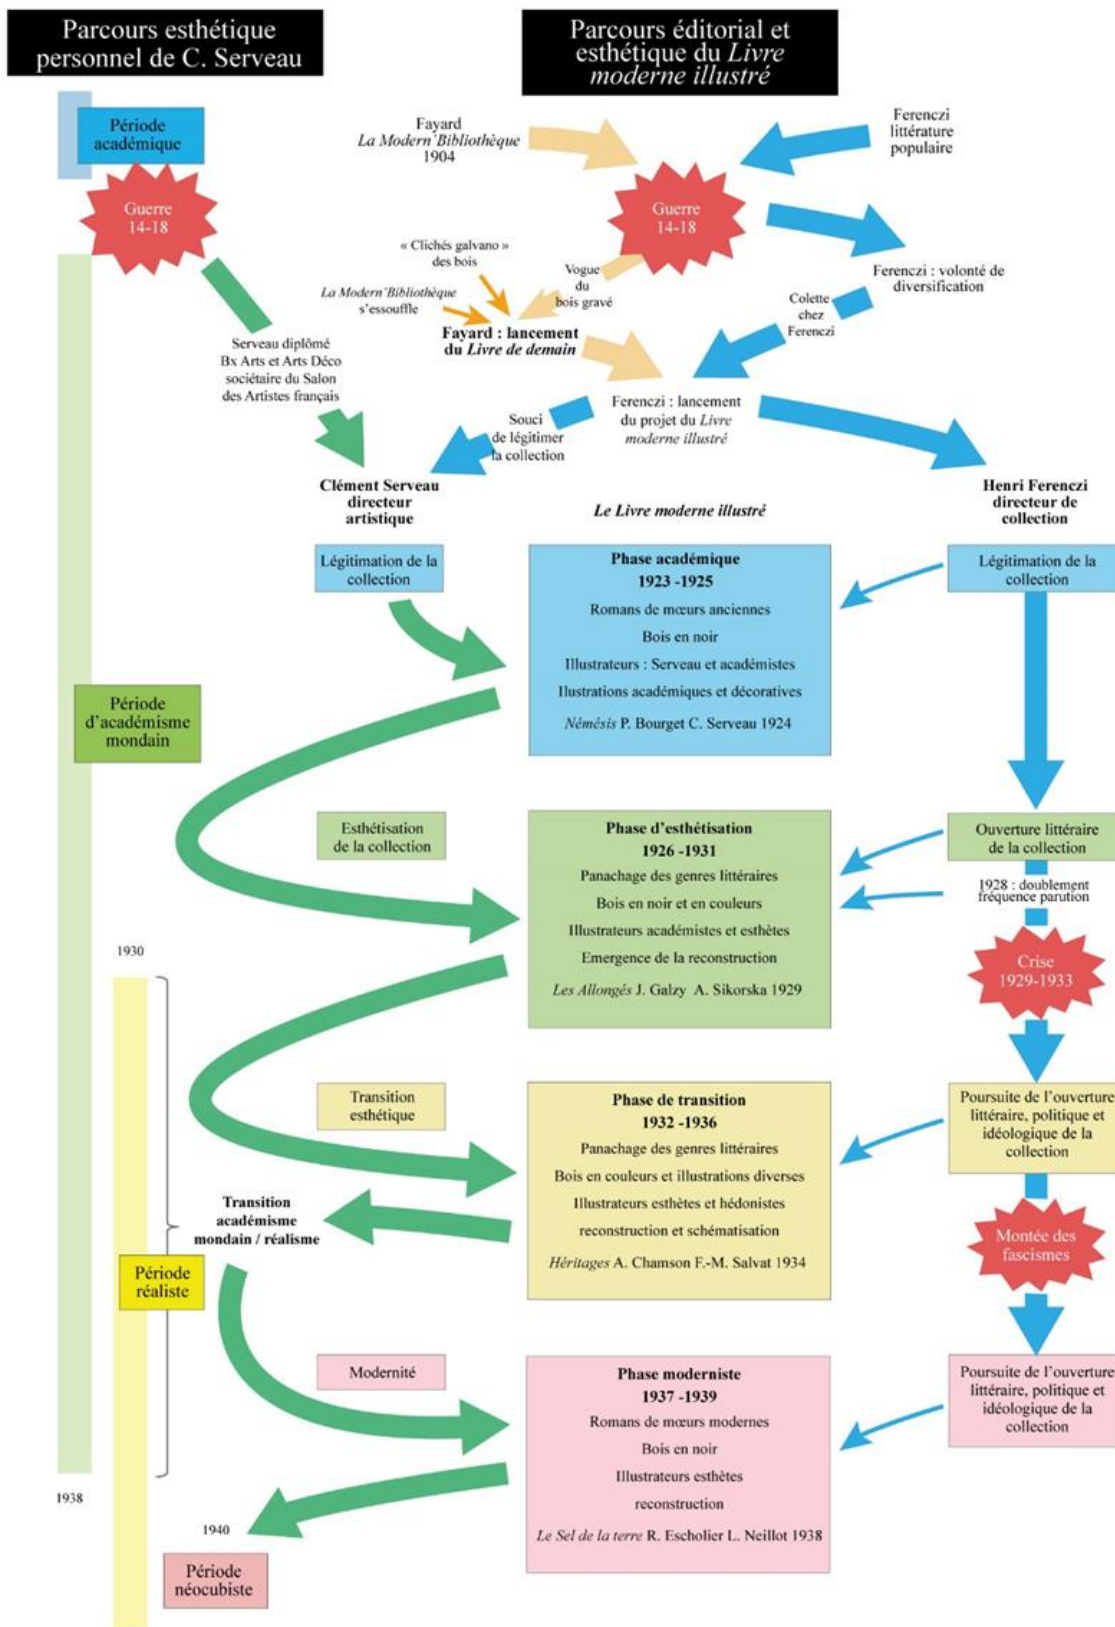 Parcours esthétique
personnel de C. Serveau
Parcours éditorial et
esthétique du Livre
moderne illustré
Période
académique
Guerre
14-18
Fayard
La Modern'Bibliothèque
1904
Ferenczi
littérature
populaire
Guerre
14-18
« Clichés galvano »
des bois
Vogue
du
bois gravé
Ferenczi : volonté de
diversification
La Modern'Bibliothèque
s'essouffle
Colette
chez
Ferenczi
Fayard : lancement
du Livre de demain
Serveau diplômé
Bx Arts et Arts Déco
sociétaire du Salon
des Artistes français
Ferenczi : lancement
du projet du Livre
moderne illustré
Souci
de légitimer
la collection
Clément Serveau
directeur
artistique
Le Livre moderne illustré
Henri Ferenczi
directeur de
collection
Légitimation de la
collection
Phase académique
1923 -1925
Romans de mœurs anciennes
Bois en noir
Illustrateurs : Serveau et académistes
Ilustrations académiques et décoratives
Némésis P. Bourget C. Serveau 1924
Légitimation de la
collection
Période
d'académisme
mondain
Esthétisation
de la collection
Phase d'esthétisation
1926 -1931
Panachage des genres littéraires
Bois en noir et en couleurs
Illustrateurs académistes et esthètes
Emergence de la reconstruction
Les Allongés J. Galzy A. Sikorska 1929
Ouverture littéraire
de la collection
1928 : doublement
fréquence parution
Crise
1929-1933
1930
Transition
esthétique
Phase de transition
1932 -1936
Panachage des genres littéraires
Bois en couleurs et illustrations diverses
Illustrateurs esthètes et hédonistes
reconstruction et schématisation
Héritages A. Chamson F.-M. Salvat 1934
Poursuite de l'ouverture
littéraire, politique et
idéologique de la
collection
Transition
académisme
mondain / réalisme
Montée des
fascismes
Période
réaliste
Modernité
Phase moderniste
1937 -1939
Romans de mœurs modernes
Bois en noir
Illustrateurs esthètes
reconstruction
Le Sel de la terre R. Escholier L. Neillot 1938
Poursuite de l'ouverture
littéraire, politique et
idéologique de la
collection
1938
1940
Période
néocubiste